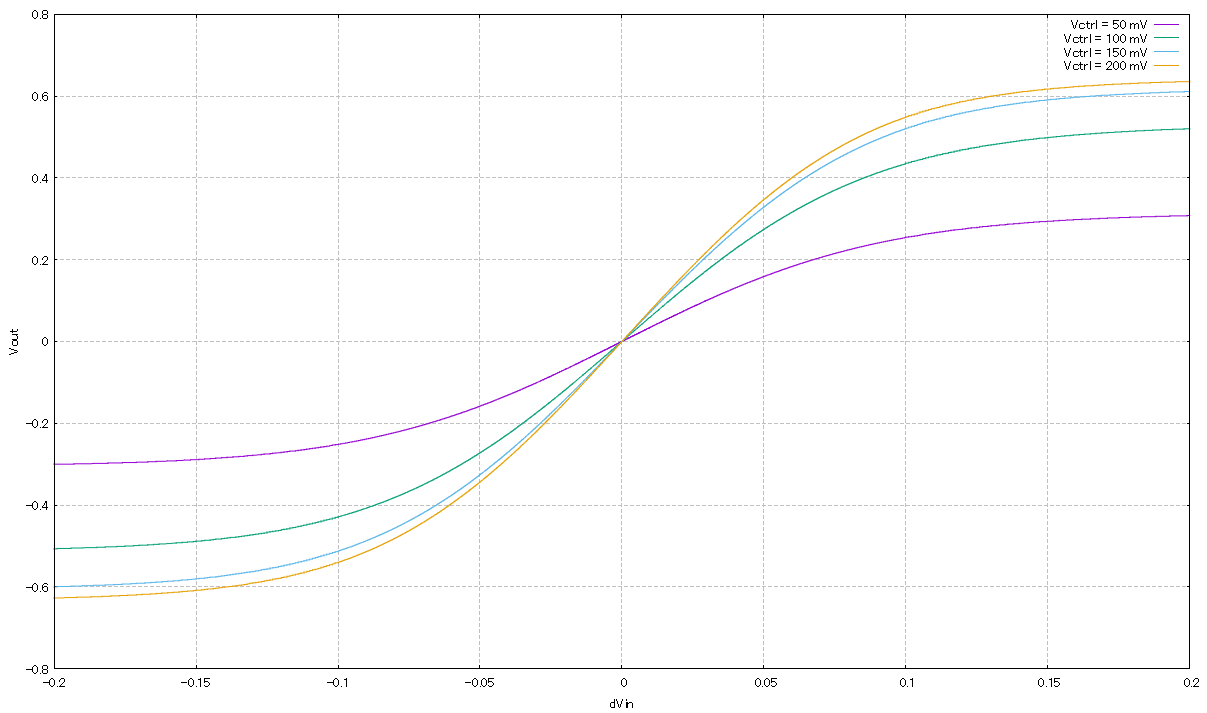 0.8
0.6
0.4
0.2
0
-0.2
-0.4
-0.6
-0.8
Vout
Vctrl = 50 mV
Vctrl = 100 mV
Vctrl = 150 mV
Vctrl = 200 mV
-0.2 -0.15 -0.1 -0.05 0 0.05 0.1 0.15 0.2
dVin